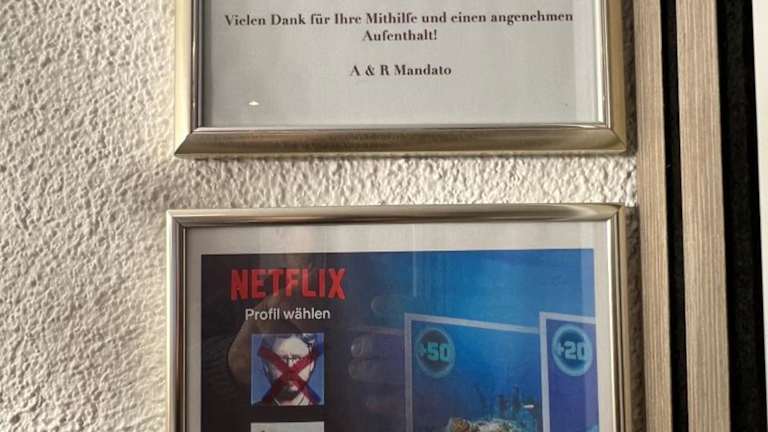 Vielen Dank für Ihre Mithilfe und einen angenehmen
Aufenthalt!
A & R Mandato
NETFLIX
Profil wählen
+50
+20